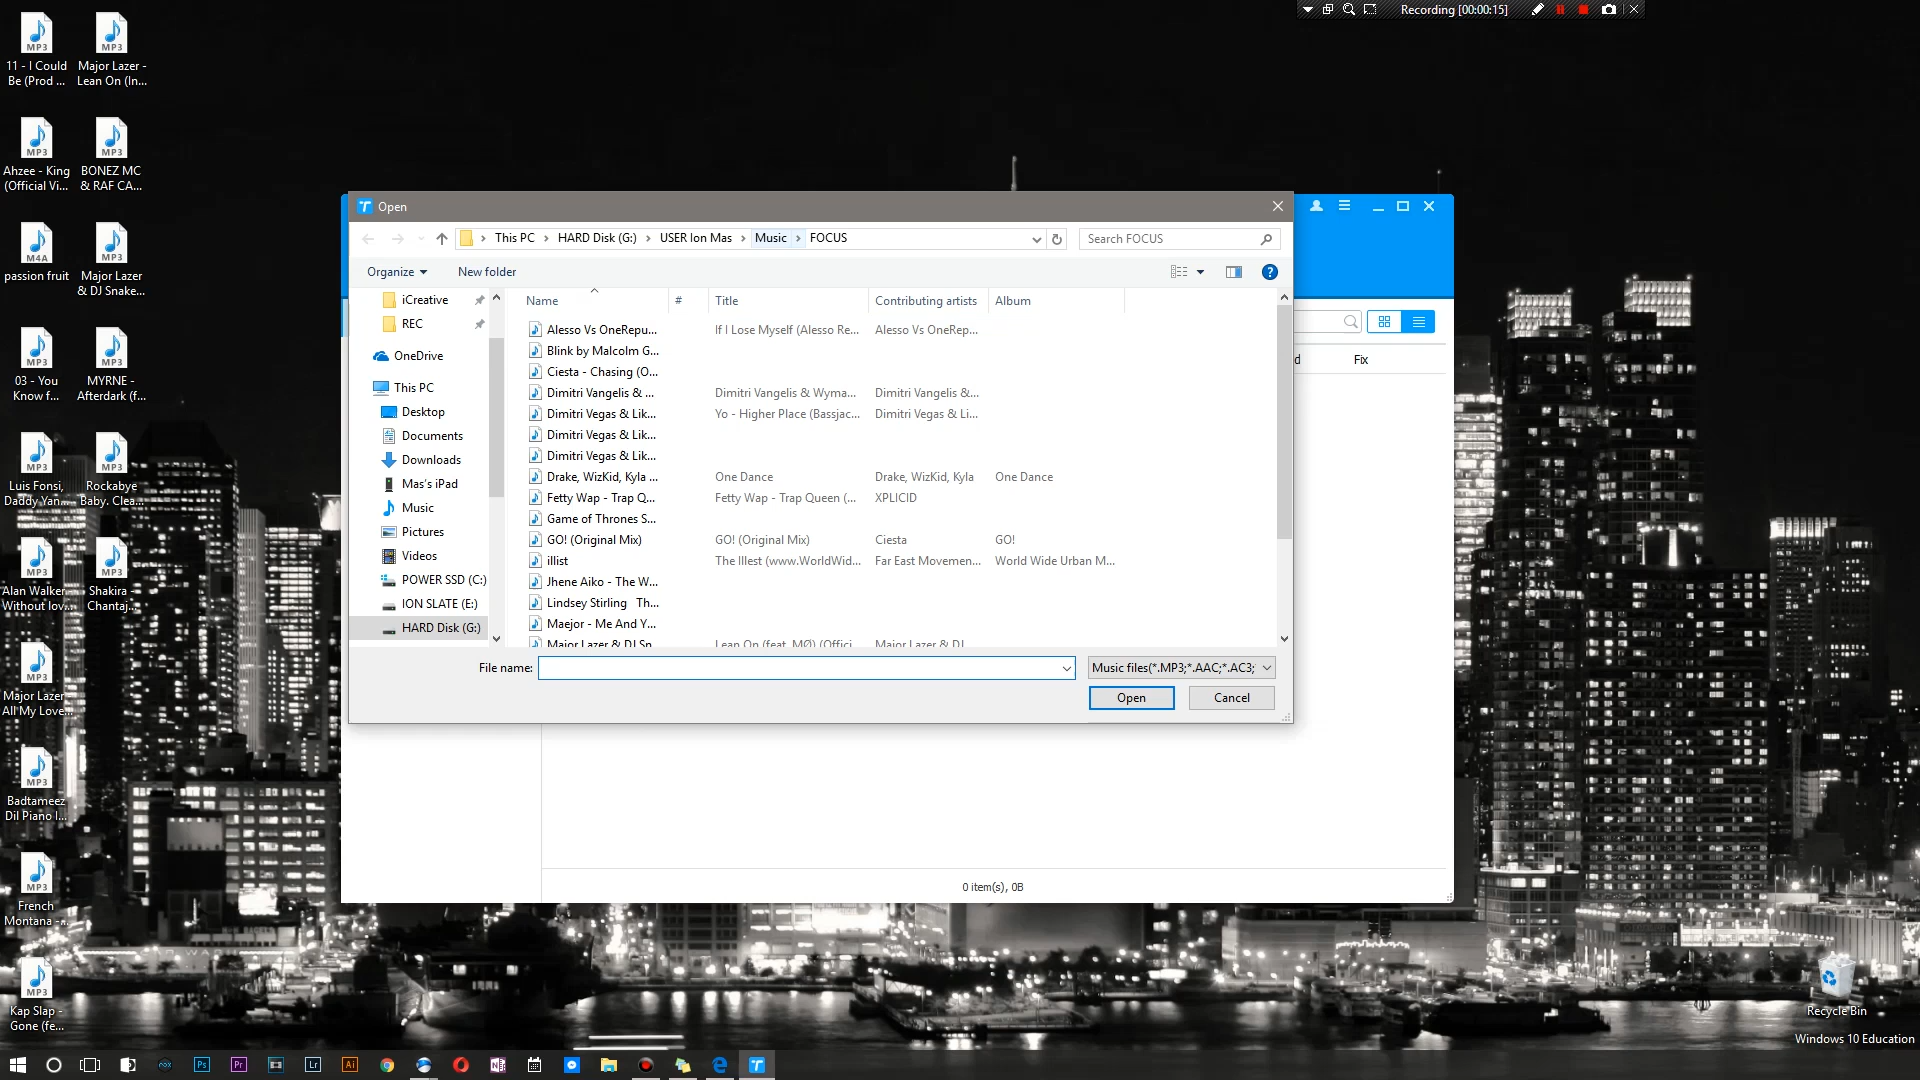 Recording [00:00:15]
MP3
11 - I Could
Be (Prod ...
MP3
Major Lazer -
Lean On (In...
MP3
Ahzee - King
(Official Vi...
MP3
BONEZ MC
& RAF CA...
M4A
passion fruit
MP3
Major Lazer
& DJ Snake...
MP3
03 - You
Know f...
MP3
MYRNE -
Afterdark (f...
MP3
Luis Fonsi,
Daddy Yan...
MP3
Rockabye
Baby. Clea...
MP3
Alan Walker -
Without lov...
MP3
Shakira -
Chantaj...
MP3
Major Lazer -
All My Love...
MP3
Badtameez
Dil Piano I...
MP3
French
Montana -...
MP3
Kap Slap -
Gone (fe...
Open
This PC > HARD Disk (G:) > USER Ion Mas > Music > FOCUS
Search FOCUS
Organize
New folder
iCreative
REC
OneDrive
This PC
Desktop
Documents
Downloads
Mas's iPad
Music
Pictures
Videos
POWER SSD (C:)
ION SLATE (E:)
HARD Disk (G:)
Name # Title Contributing artists Album
Alesso Vs OneRepu... If I Lose Myself (Alesso Re... Alesso Vs OneRep...
Blink by Malcolm G...
Ciesta - Chasing (O...
Dimitri Vangelis & ... Dimitri Vangelis & Wyma... Dimitri Vangelis &...
Dimitri Vegas & Lik... Yo - Higher Place (Bassjac... Dimitri Vegas & Li...
Dimitri Vegas & Lik...
Dimitri Vegas & Lik...
Drake, WizKid, Kyla ... One Dance Drake, WizKid, Kyla One Dance
Fetty Wap - Trap Q... Fetty Wap - Trap Queen (... XPLICID
Game of Thrones S...
GO! (Original Mix) GO! (Original Mix) Ciesta GO!
illist The Illest (www.WorldWid... Far East Movemen... World Wide Urban M...
Jhene Aiko - The W...
Lindsey Stirling Th...
Maejor - Me And Y...
Major Lazer & DJ Sn... Lean On (feat. MØ) (Offici... Major Lazer & DJ...
File name:
Music files(*.MP3;*.AAC;*.AC3;
Open
Cancel
d
Fix
0 item(s), 0B
Recycle Bin
Windows 10 Education
Ps
Pr
Lr
Ai